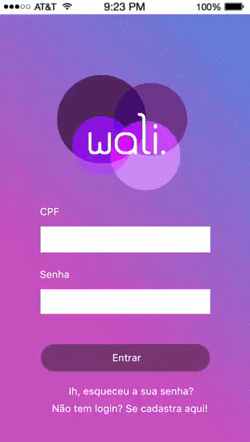 AT&T 9:23 PM 100%
wali.
CPF
Senha
Entrar
Ih, esqueceu a sua senha?
Não tem login? Se cadastra aqui!